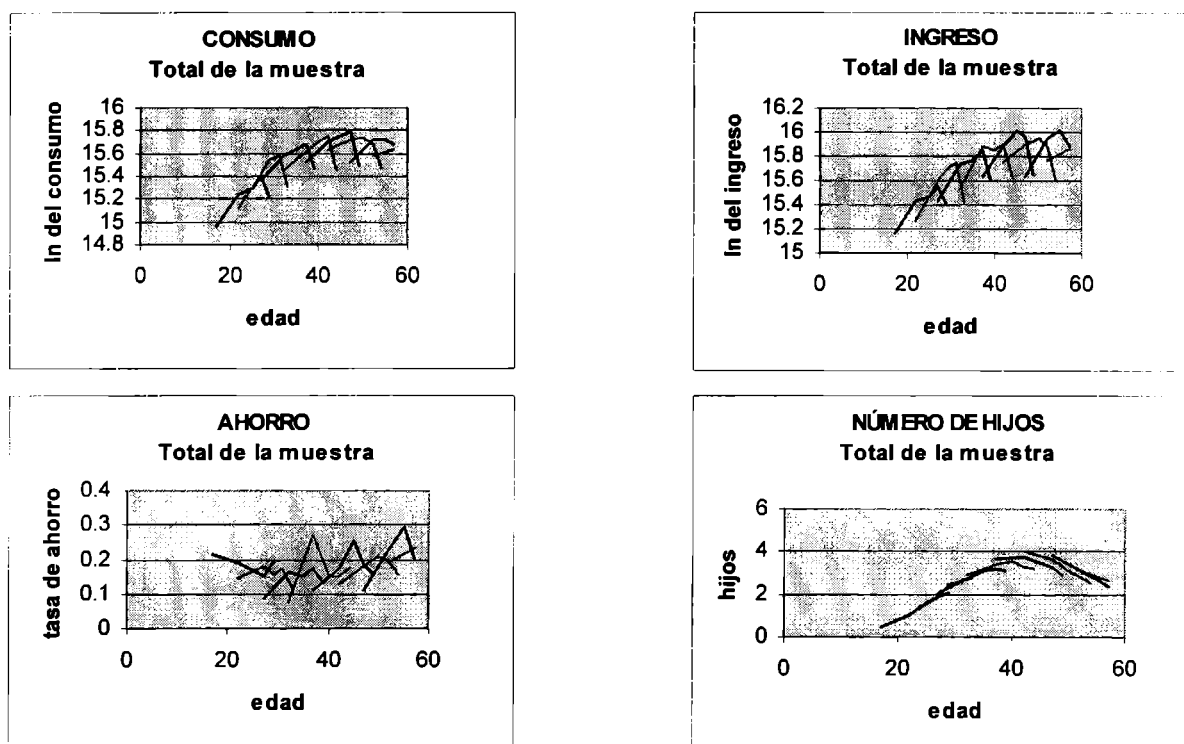 CONSUMO
Total de la muestra
ln del consumo
16
15.8
15.6
15.4
15.2
15
14.8
0 20 40 60
edad
INGRESO
Total de la muestra
ln del ingreso
16.2
16
15.8
15.6
15.4
15.2
15
0 20 40 60
edad
AHORRO
Total de la muestra
tasa de ahorro
0.4
0.3
0.2
0.1
0
0 20 40 60
edad
NÚMERO DE HIJOS
Total de la muestra
hijos
6
4
2
0
0 20 40 60
edad